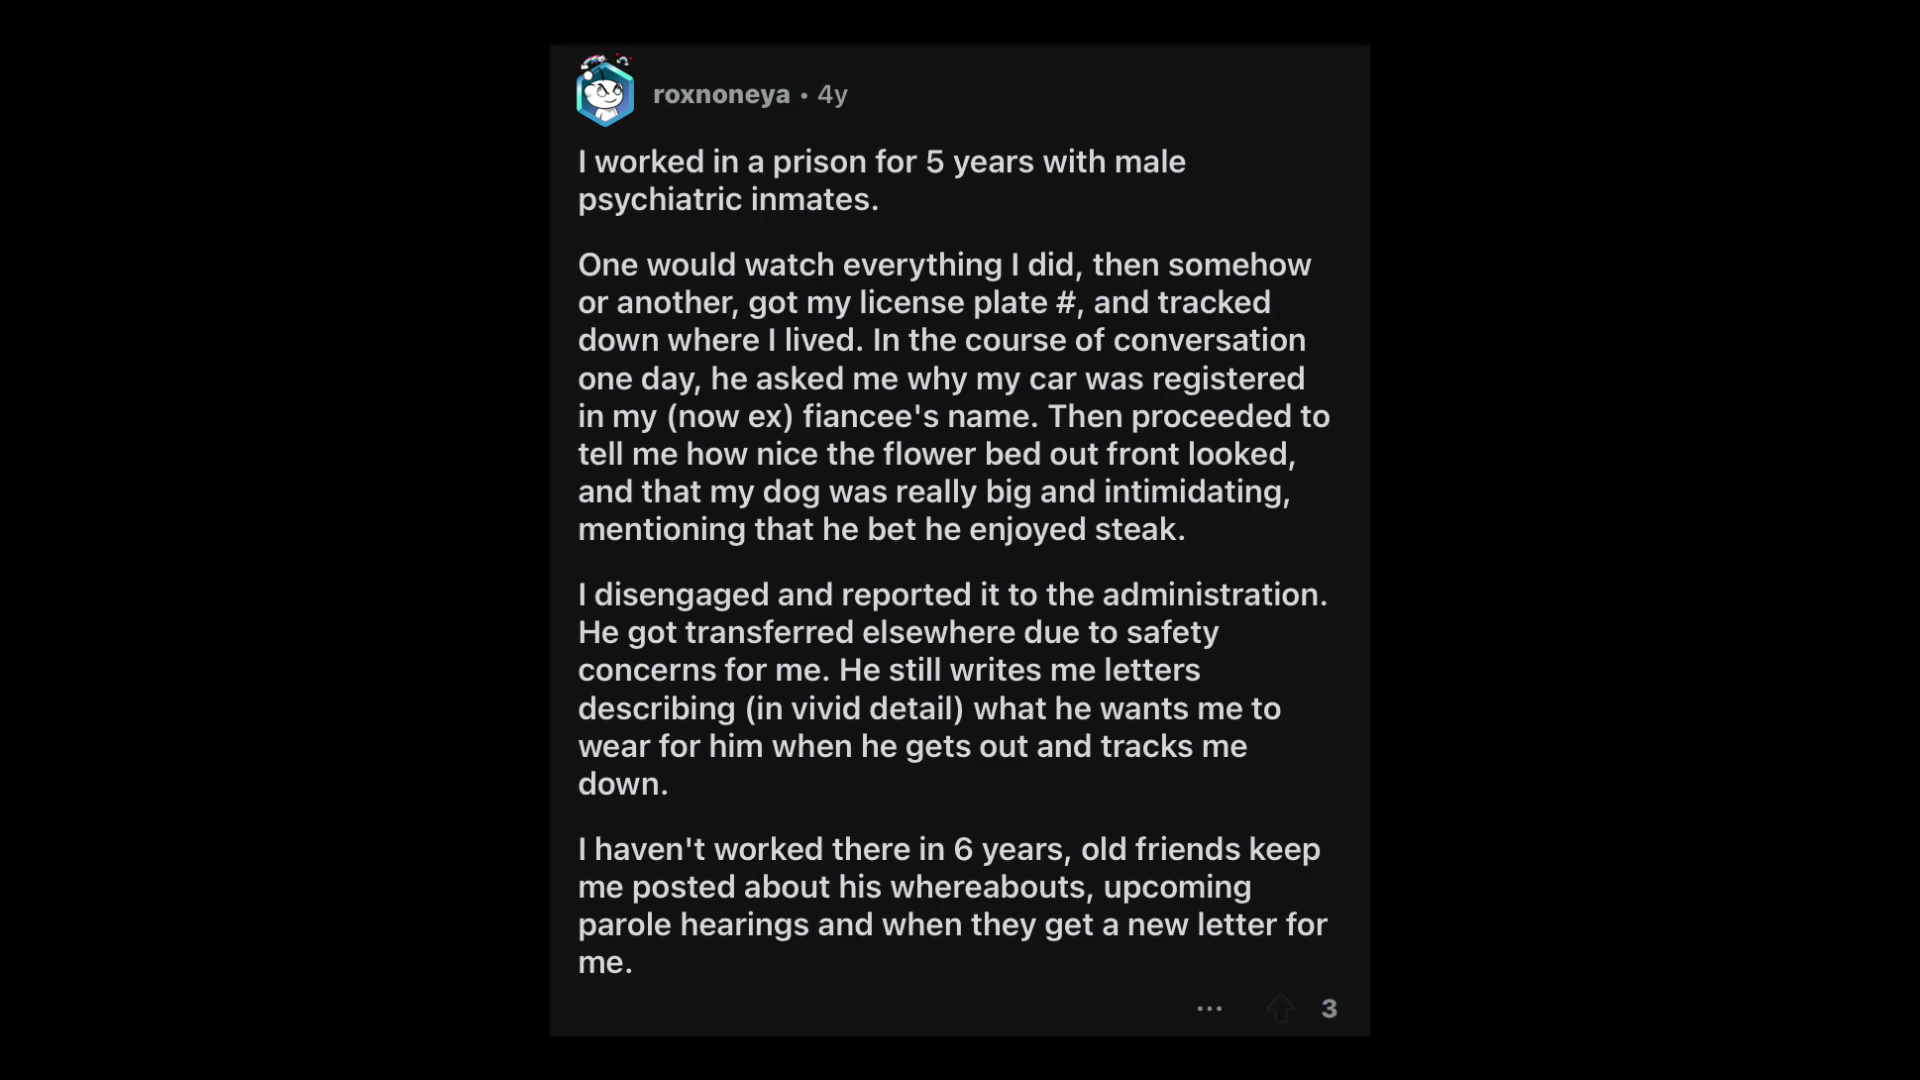 roxnoneya • 4y
I worked in a prison for 5 years with male
psychiatric inmates.
One would watch everything I did, then somehow
or another, got my license plate #, and tracked
down where I lived. In the course of conversation
one day, he asked me why my car was registered
in my (now ex) fiancee's name. Then proceeded to
tell me how nice the flower bed out front looked,
and that my dog was really big and intimidating,
mentioning that he bet he enjoyed steak.
I disengaged and reported it to the administration.
He got transferred elsewhere due to safety
concerns for me. He still writes me letters
describing (in vivid detail) what he wants me to
wear for him when he gets out and tracks me
down.
I haven't worked there in 6 years, old friends keep
me posted about his whereabouts, upcoming
parole hearings and when they get a new letter for
me.
... 3